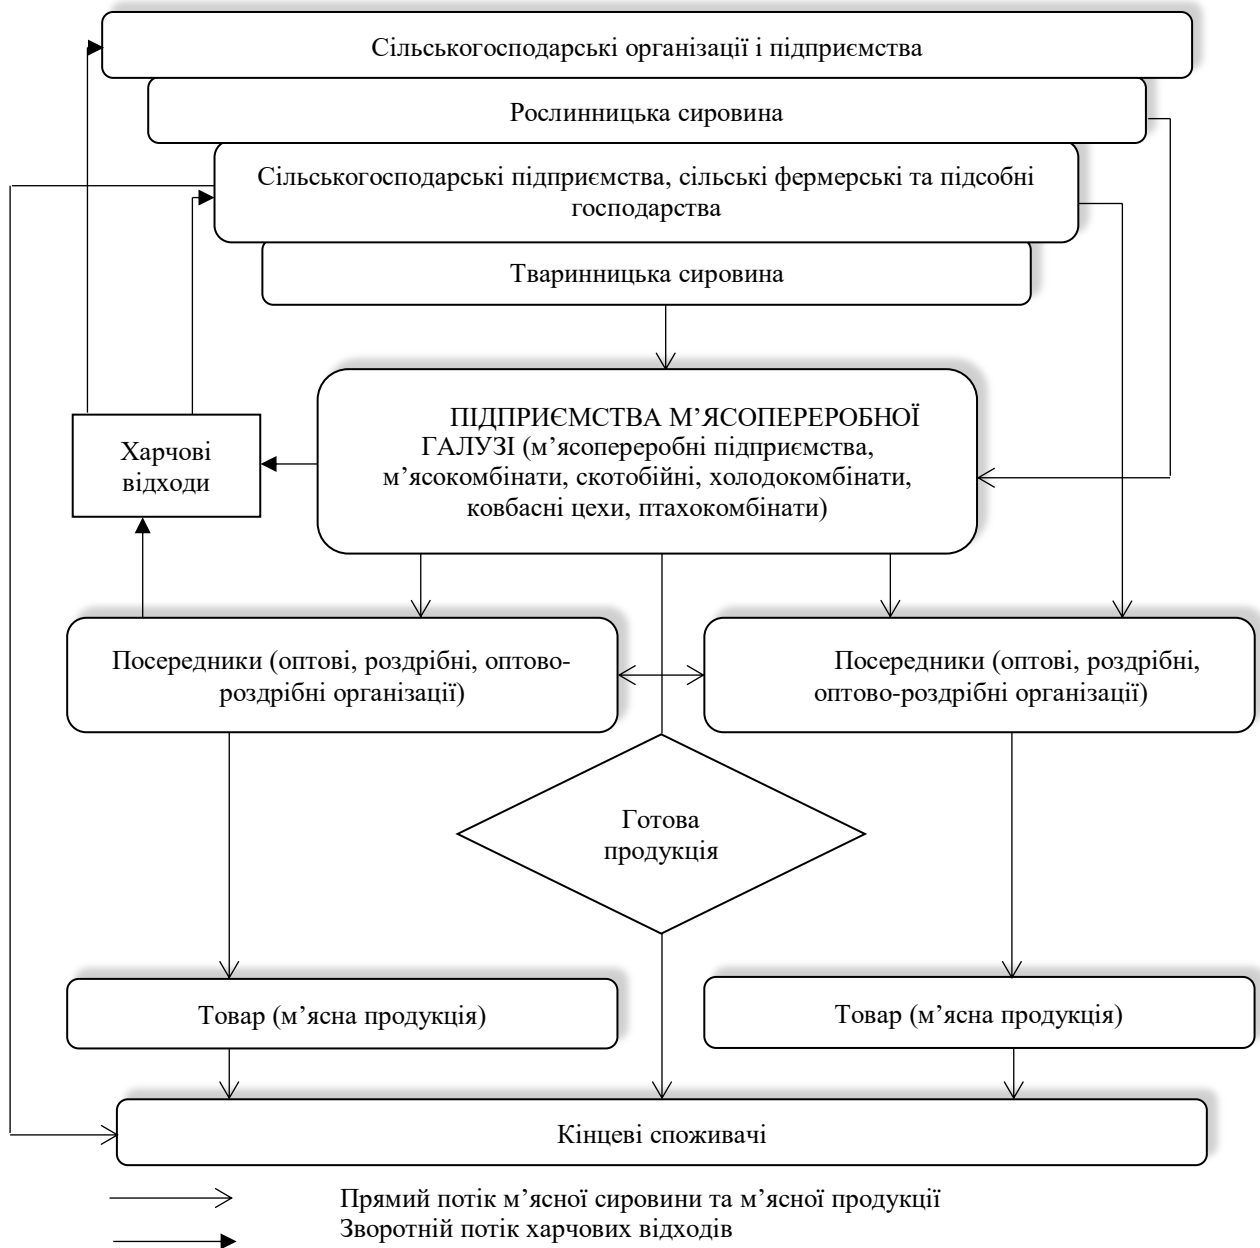 Сільськогосподарські організації і підприємства
Рослинницька сировина
Сільськогосподарські підприємства, сільські фермерські та підсобні
господарства
Тваринницька сировина
ПІДПРИЄМСТВА М’ЯСОПЕРЕРОБНОЇ
ГАЛУЗІ (м’ясопереробні підприємства,
м’ясокомбінати, скотобійні, холодокомбінати,
ковбасні цехи, птахокомбінати)
Харчові
відходи
Посередники (оптові, роздрібні, оптово-
роздрібні організації)
Посередники (оптові, роздрібні,
оптово-роздрібні організації)
Готова
продукція
Товар (м’ясна продукція)
Товар (м’ясна продукція)
Кінцеві споживачі
Прямий потік м’ясної сировини та м’ясної продукції
Зворотній потік харчових відходів